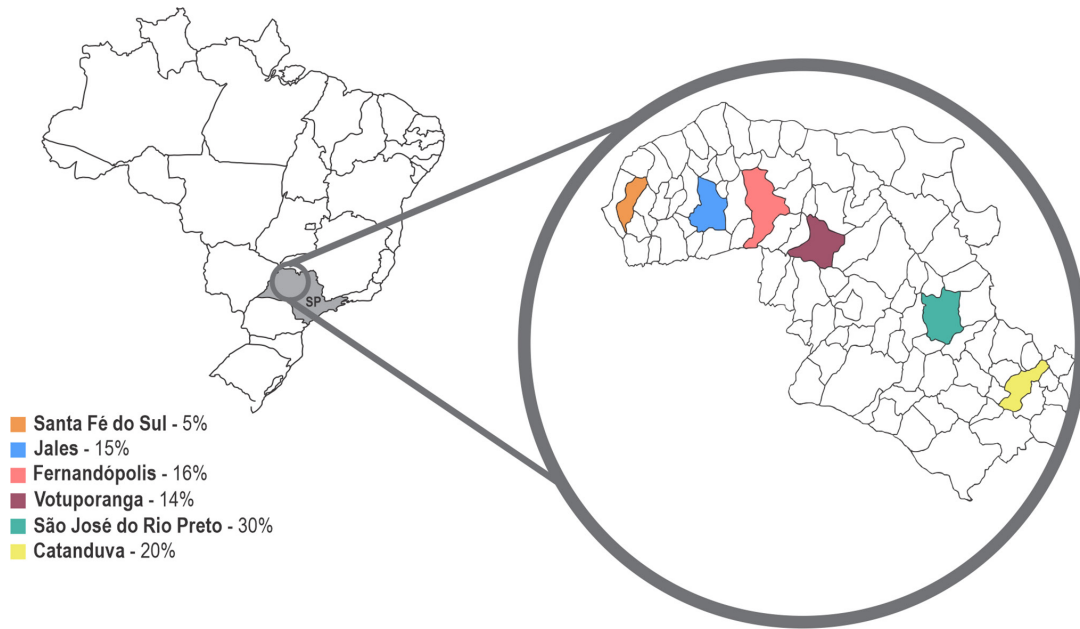 SP
Santa Fé do Sul - 5%
Jales - 15%
Fernandópolis - 16%
Votuporanga - 14%
São José do Rio Preto - 30%
Catanduva - 20%